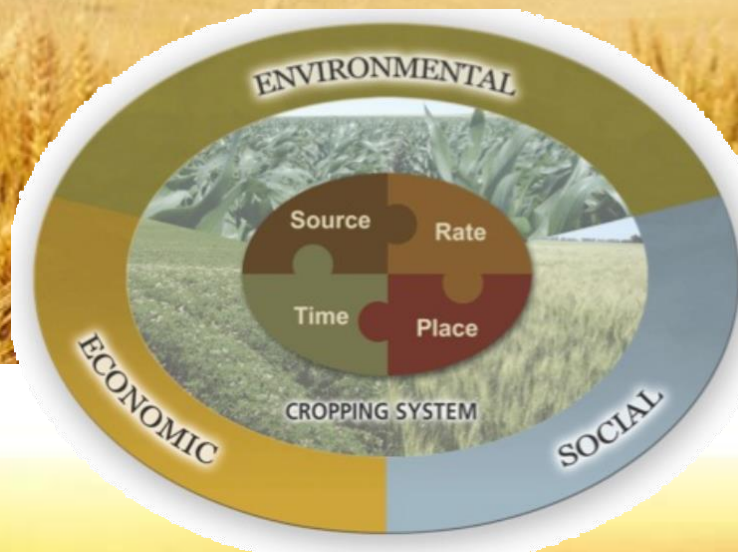 ENVIRONMENTAL
Source
Rate
Time
Place
CROPPING SYSTEM
ECONOMIC
SOCIAL